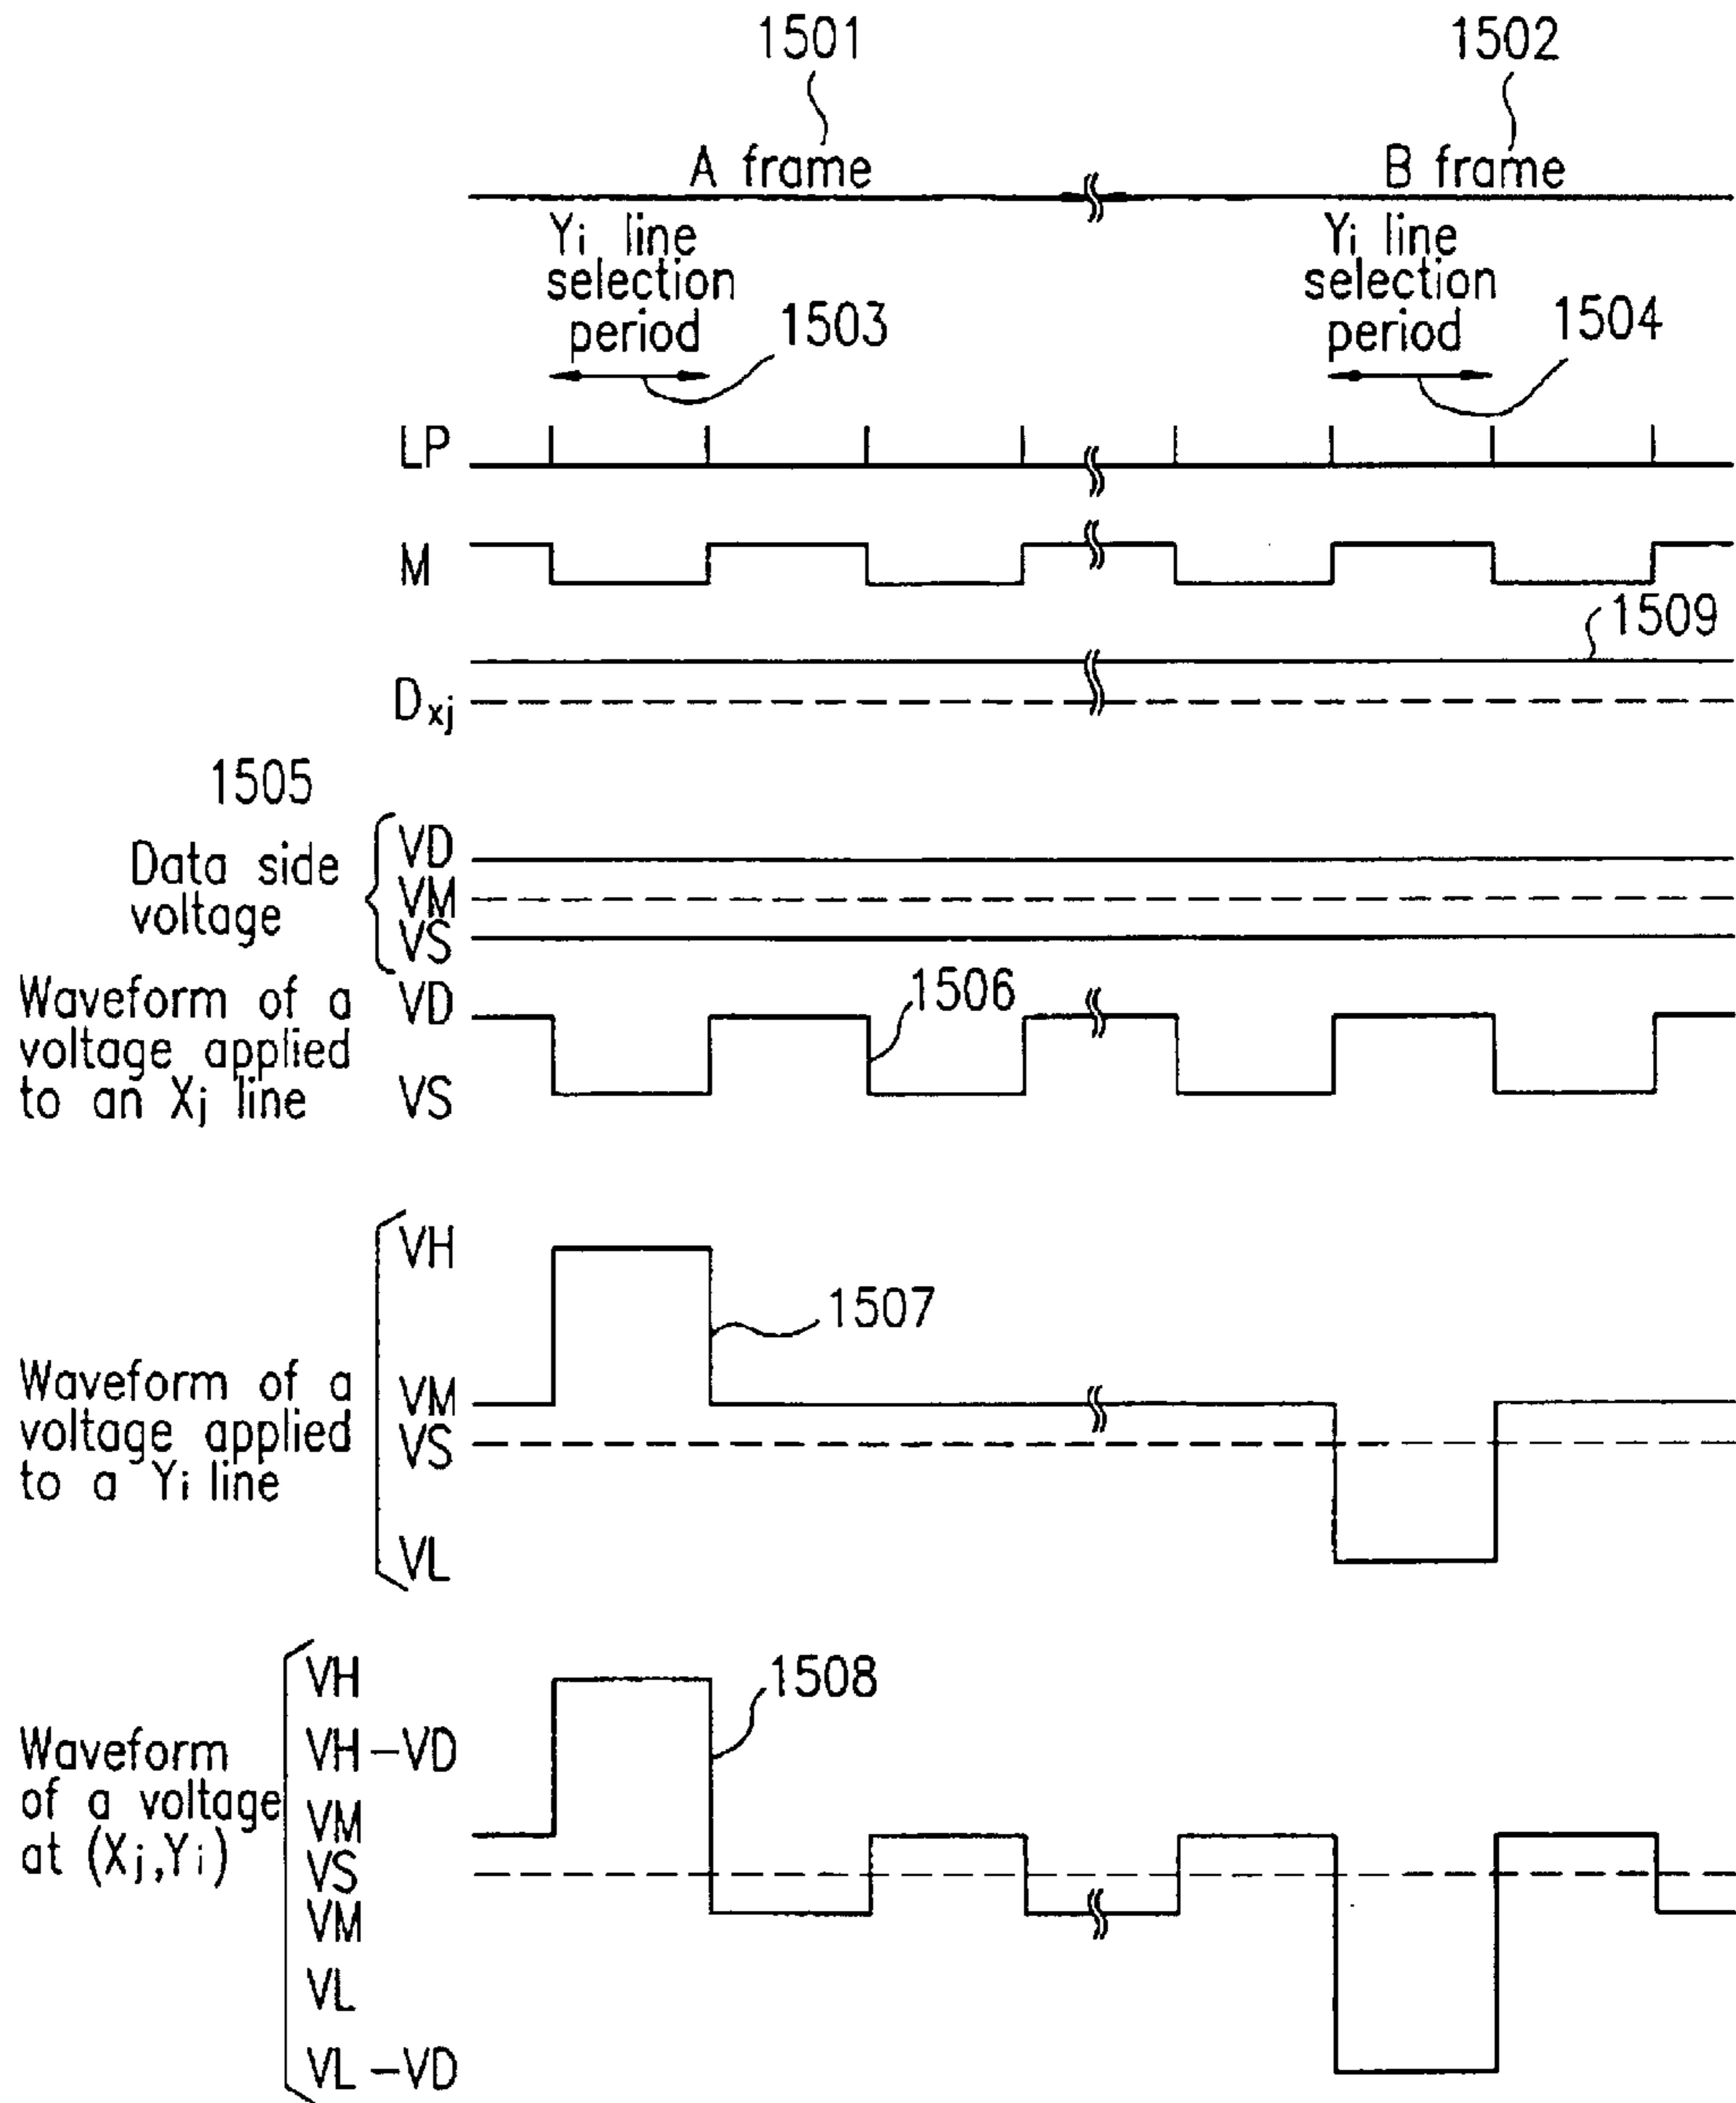 1501
1502
A frame
B frame
Yi line
selection
period
1503
Yi line
selection
period
1504
LP
M
1509
Dxj
1505
Data side
voltage
VD
VM
VS
Waveform of a
voltage applied
to an Xj line
VD
VS
1506
Waveform of a
voltage applied
to a Yi line
VH
VM
VS
VL
1507
Waveform
of a voltage
at (Xj,Yi)
VH
VH-VD
VM
VS
VM
VL
VL-VD
1508